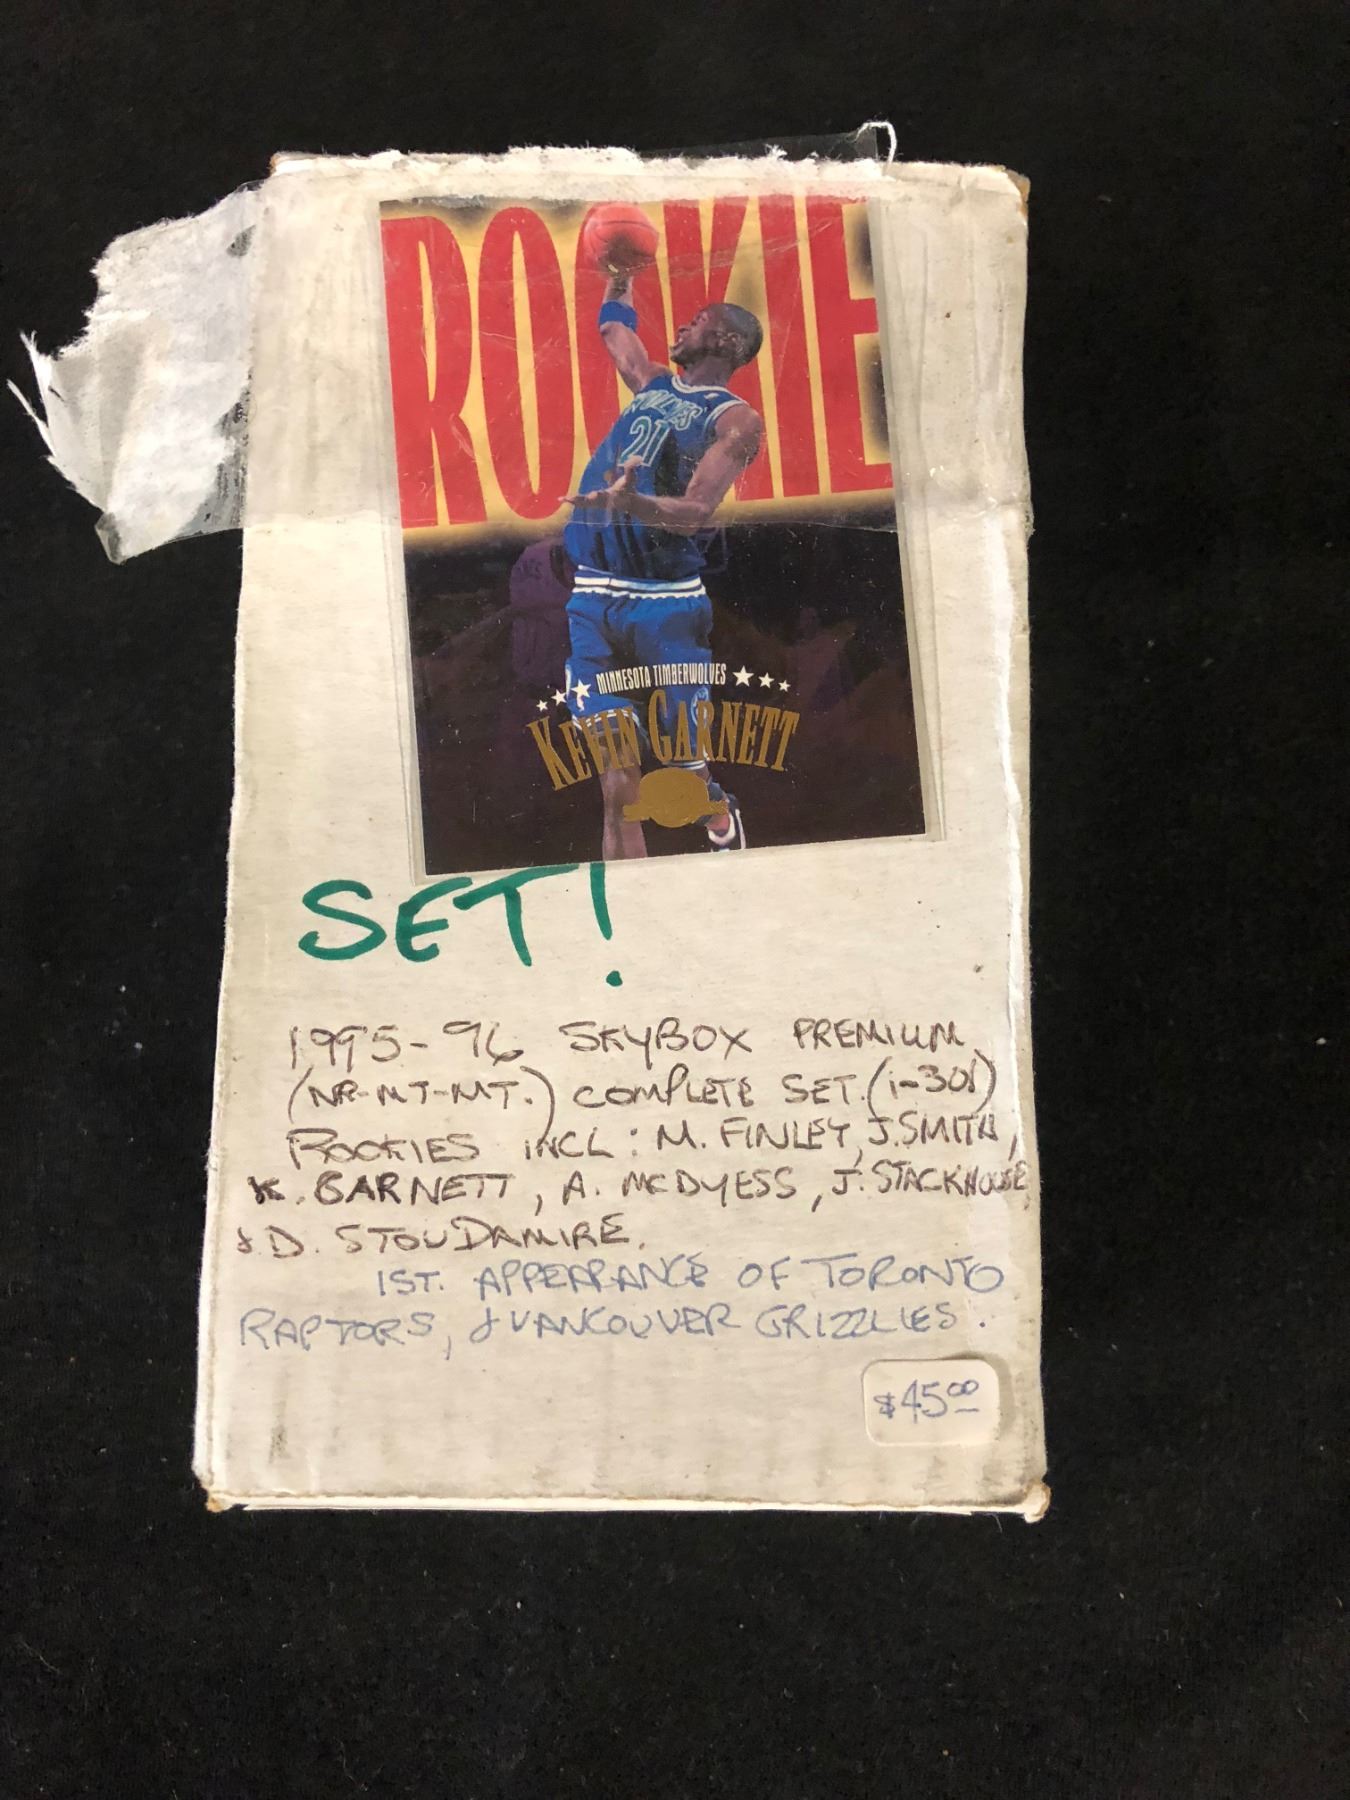 ROOKIE
WOLVES
21
MINNESOTA TIMBERWOLVES
KEVIN GARNETT
SET!
1995-96 SKYBOX PREMIUM
(NR-MT-MT.) COMPLETE SET. (1-301)
ROOKIES INCL: M. FINLEY, J. SMITH,
K. GARNETT, A. MCDYESS, J. STACKHOUSE
& D. STOUDAMIRE.
1ST. APPEARANCE OF TORONTO
RAPTORS, & VANCOUVER GRIZZLIES.
$45.00